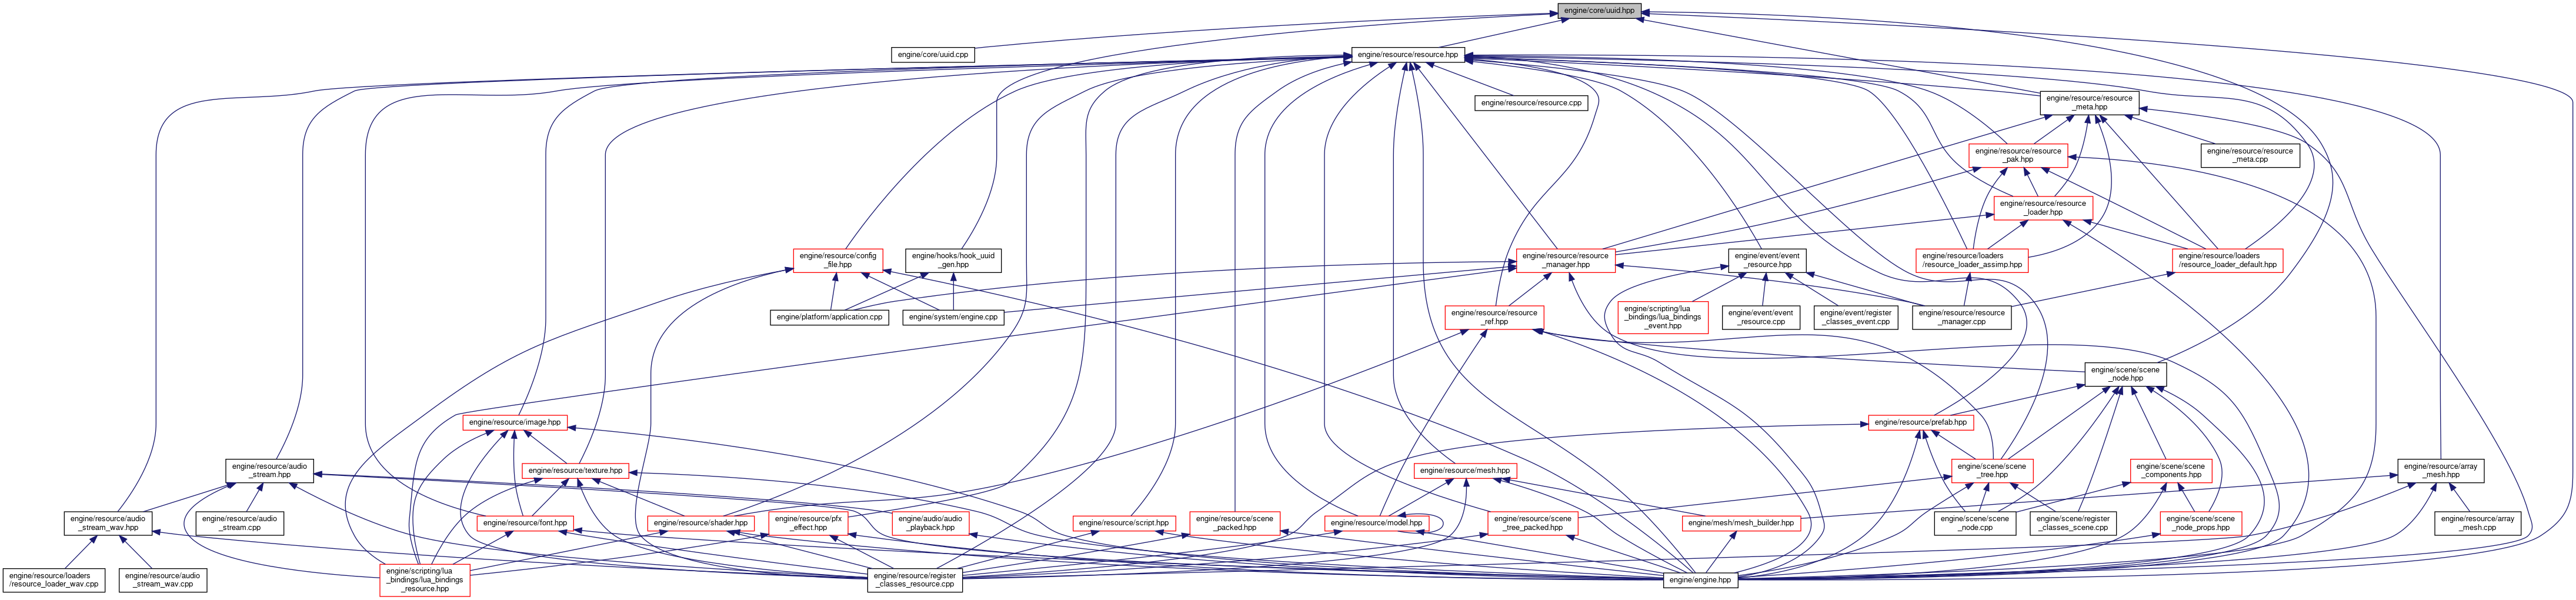 engine/core/uuid.hpp
engine/core/uuid.cpp
engine/resource/resource.hpp
engine/resource/resource.cpp
engine/resource/resource
_meta.hpp
engine/resource/resource
_pak.hpp
engine/resource/resource
_meta.cpp
engine/resource/resource
_loader.hpp
engine/resource/config
_file.hpp
engine/hooks/hook_uuid
_gen.hpp
engine/resource/resource
_manager.hpp
engine/event/event
_resource.hpp
engine/resource/loaders
/resource_loader_assimp.hpp
engine/resource/loaders
/resource_loader_default.hpp
engine/platform/application.cpp
engine/system/engine.cpp
engine/resource/resource
_ref.hpp
engine/scripting/lua
_bindings/lua_bindings
_event.hpp
engine/event/event
_resource.cpp
engine/event/register
_classes_event.cpp
engine/resource/resource
_manager.cpp
engine/scene/scene
_node.hpp
engine/resource/image.hpp
engine/resource/prefab.hpp
engine/resource/audio
_stream.hpp
engine/resource/texture.hpp
engine/resource/mesh.hpp
engine/scene/scene
_tree.hpp
engine/scene/scene
_components.hpp
engine/resource/array
_mesh.hpp
engine/resource/audio
_stream_wav.hpp
engine/resource/audio
_stream.cpp
engine/resource/font.hpp
engine/resource/shader.hpp
engine/resource/pfx
_effect.hpp
engine/audio/audio
_playback.hpp
engine/resource/script.hpp
engine/resource/scene
_packed.hpp
engine/resource/model.hpp
engine/resource/scene
_tree_packed.hpp
engine/mesh/mesh_builder.hpp
engine/scene/scene
_node.cpp
engine/scene/register
_classes_scene.cpp
engine/scene/scene
_node_props.hpp
engine/resource/array
_mesh.cpp
engine/resource/loaders
/resource_loader_wav.cpp
engine/resource/audio
_stream_wav.cpp
engine/scripting/lua
_bindings/lua_bindings
_resource.hpp
engine/resource/register
_classes_resource.cpp
engine/engine.hpp